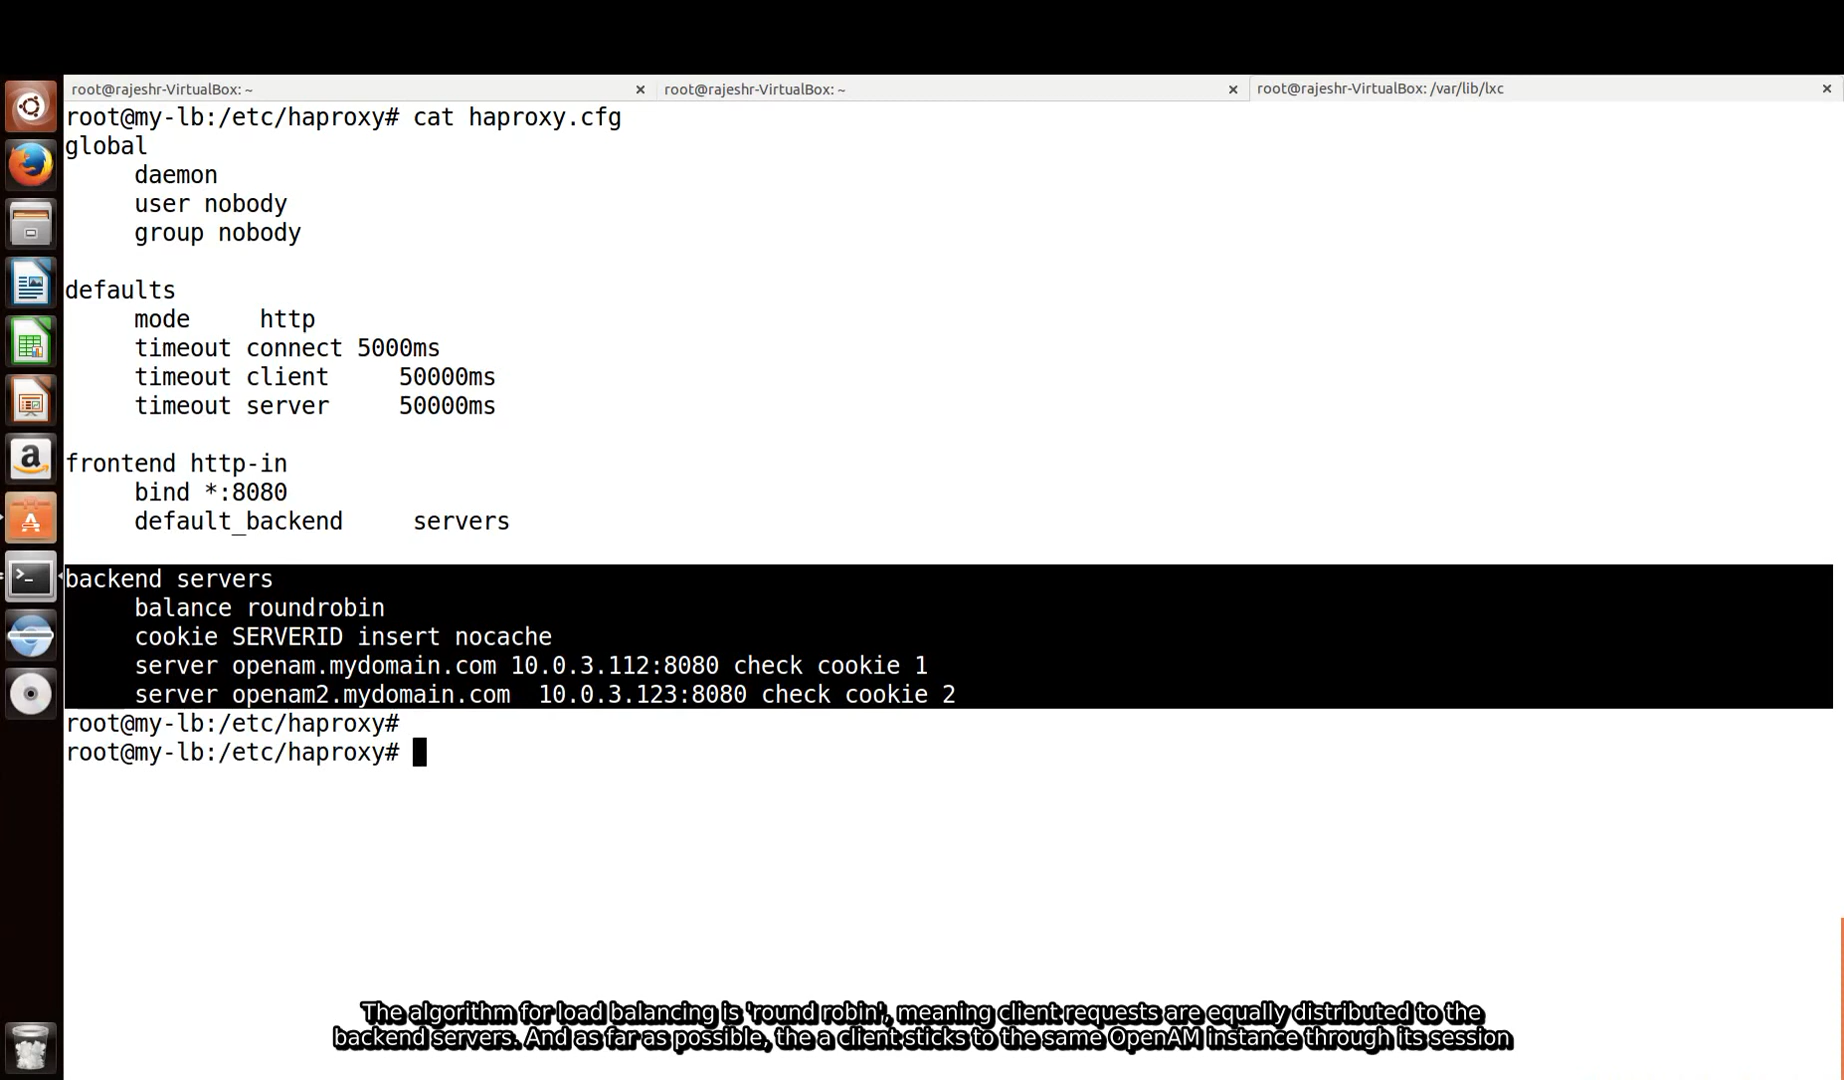 root@rajeshr-VirtualBox: ~ × root@rajeshr-VirtualBox: ~ × root@rajeshr-VirtualBox: /var/lib/lxc ×
root@my-lb:/etc/haproxy# cat haproxy.cfg
global
daemon
user nobody
group nobody
defaults
mode http
timeout connect 5000ms
timeout client 50000ms
timeout server 50000ms
frontend http-in
bind *:8080
default_backend servers
backend servers
balance roundrobin
cookie SERVERID insert nocache
server openam.mydomain.com 10.0.3.112:8080 check cookie 1
server openam2.mydomain.com 10.0.3.123:8080 check cookie 2
root@my-lb:/etc/haproxy#
root@my-lb:/etc/haproxy#
The algorithm for load balancing is 'round robin', meaning client requests are equally distributed to the
backend servers. And as far as possible, the a client sticks to the same OpenAM instance through its session